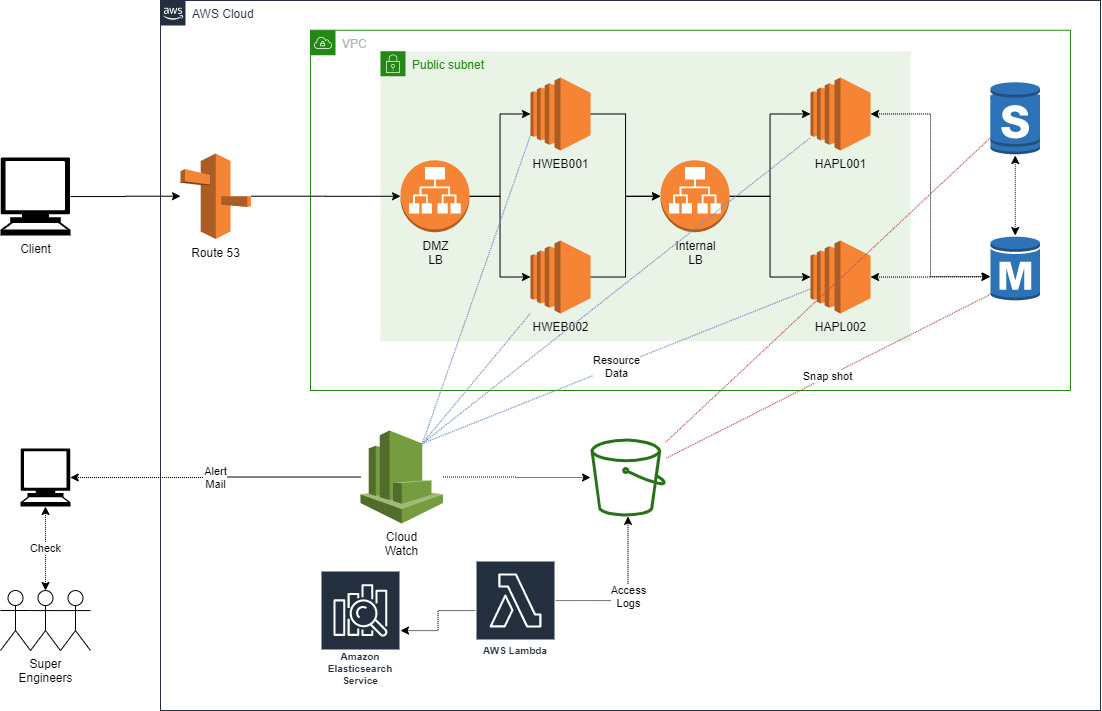 aws
AWS Cloud
VPC
Public subnet
HWEB001
HAPL001
S
Client
Route 53
DMZ
LB
Internal
LB
M
HWEB002
HAPL002
Resource
Data
Snap shot
Alert
Mail
Cloud
Watch
Check
Access
Logs
AWS Lambda
Amazon
Elasticsearch
Service
Super
Engineers